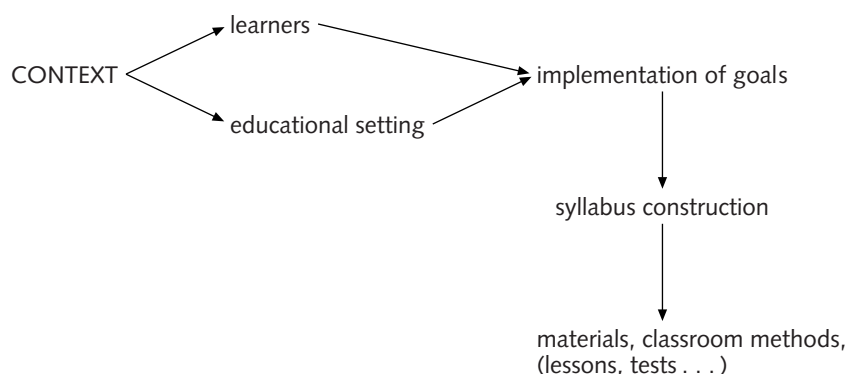 learners
CONTEXT
implementation of goals
educational setting
syllabus construction
materials, classroom methods,
(lessons, tests . . . )